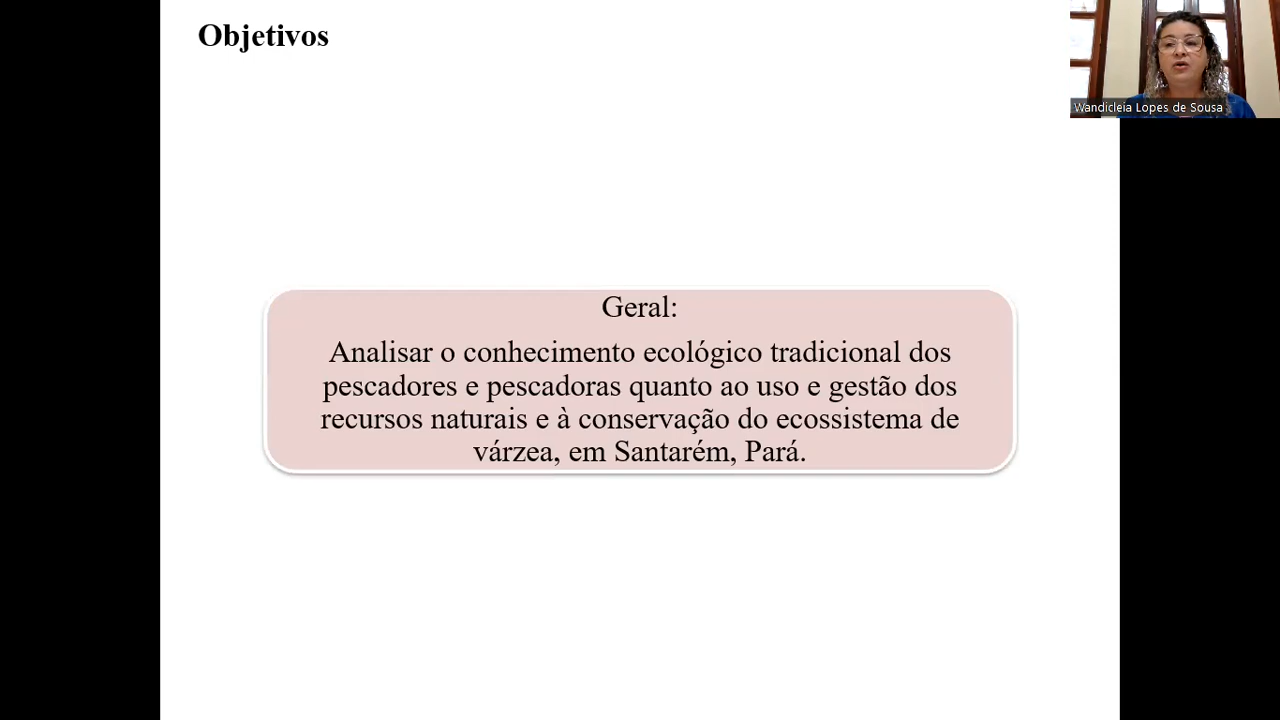 Objetivos
Wandicleia Lopes de Sousa
Geral:
Analisar o conhecimento ecológico tradicional dos
pescadores e pescadoras quanto ao uso e gestão dos
recursos naturais e à conservação do ecossistema de
várzea, em Santarém, Pará.